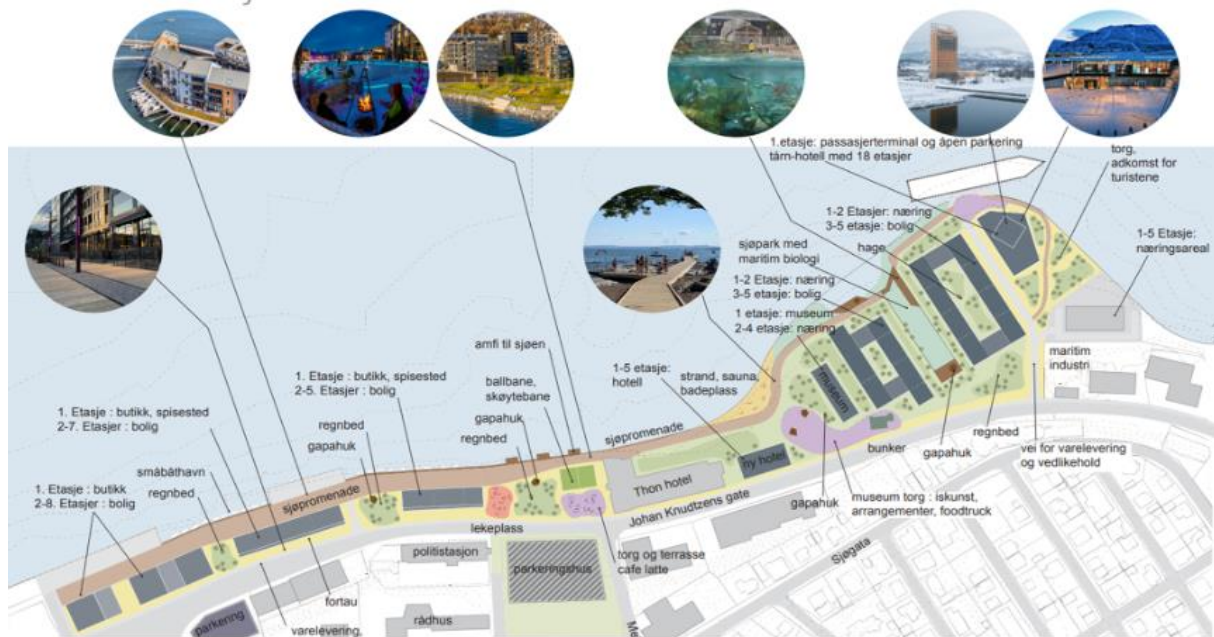 1.etasje: passasjerterminal og åpen parkering
tårn-hotell med 18 etasjer
torg,
adkomst for
turistene
1-2 Etasjer: næring
3-5 etasje: bolig
hage
1-5 Etasje:
næringsareal
sjøpark med
maritim biologi
1-2 Etasje: næring
3-5 etasje: bolig
1 etasje: museum
2-4 etasje: næring
amfi til sjøen
1-5 etasje:
hotell
strand, sauna,
badeplass
maritim
industri
1. Etasje : butikk, spisested
2-5. Etasjer : bolig
ballbane,
skøytebane
museum
1. Etasje : butikk, spisested
2-7. Etasjer : bolig
regnbed
gapahuk
gapahuk
regnbed
sjøpromenade
bunker
regnbed
gapahuk
vei for varelevering
og vedlikehold
småbåthavn
regnbed
1. Etasje : butikk
2-8. Etasjer : bolig
sjøpromenade
Thon hotel
ny hotel
Johan Knudtzens gate
gapahuk
museum torg : iskunst,
arrangementer, foodtruck
lekeplass
politistasjon
parkeringshus
torg og terrasse
cafe latte
Sjøgata
fortau
parkering
varelevering,
rådhus
Me